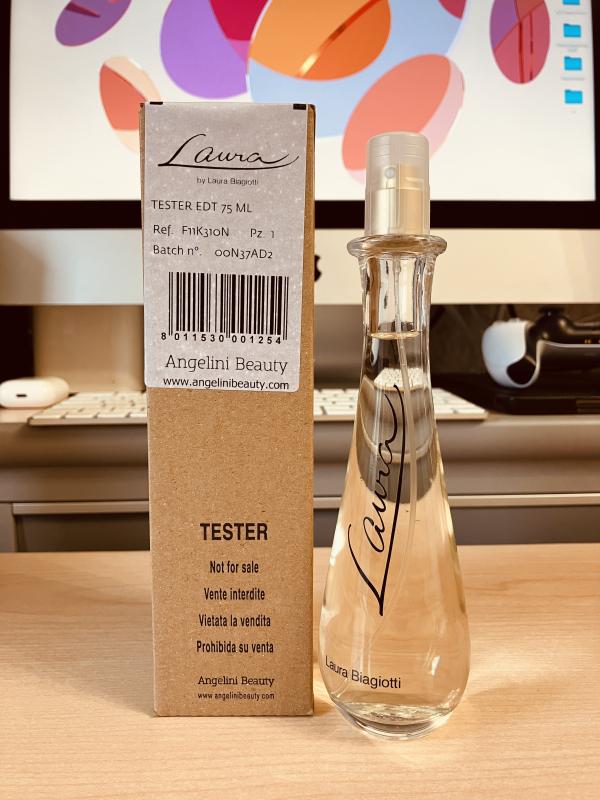 Laura
by Laura Biagiotti
TESTER EDT 75 ML
Ref. F11K310N Pz. 1
Batch n°. 00N37AD2
8 011530 001254
Angelini Beauty
www.angelinibeauty.com
TESTER
Not for sale
Vente interdite
Vietata la vendita
Prohibida su venta
Angelini Beauty
www.angelinibeauty.com
Laura
Laura Biagiotti